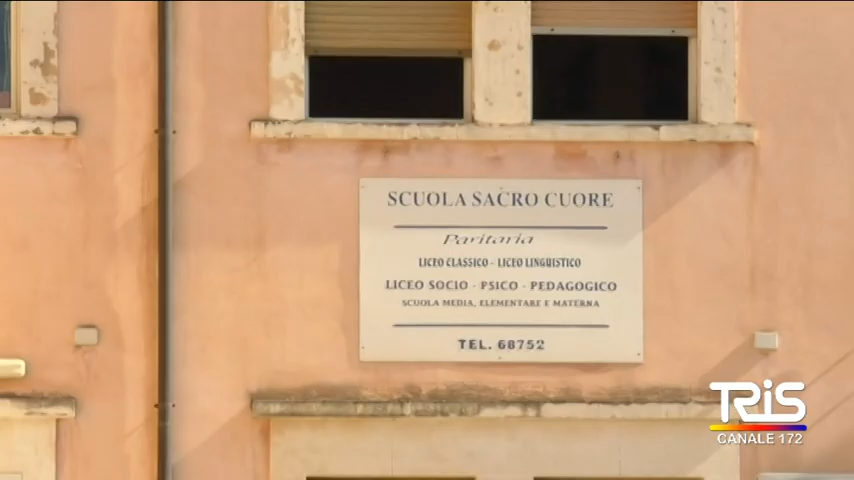 SCUOLA SACRO CUORE
Paritaria
LICEO CLASSICO - LICEO LINGUISTICO
LICEO SOCIO - PSICO - PEDAGOGICO
SCUOLA MEDIA, ELEMENTARE E MATERNA
TEL. 68752
TRIS
CANALE 172